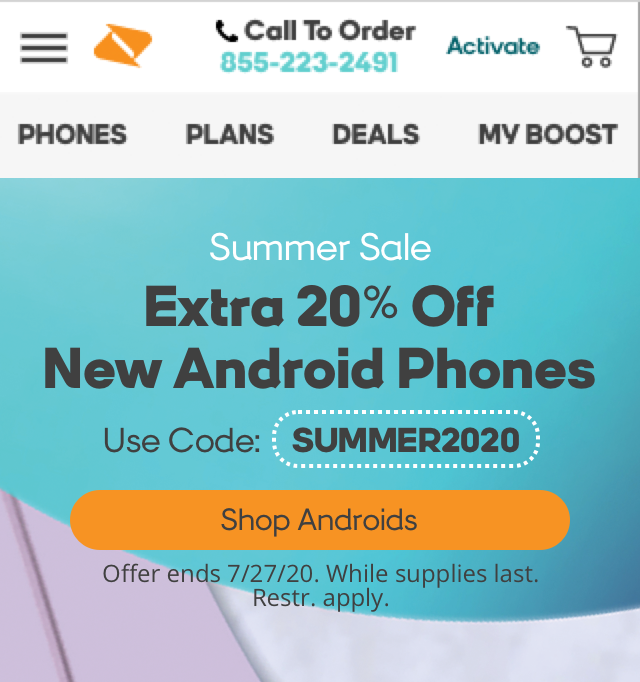 Call To Order
855-223-2491
Activate
PHONES PLANS DEALS MY BOOST
Summer Sale
Extra 20% Off
New Android Phones
Use Code: SUMMER2020
Shop Androids
Offer ends 7/27/20. While supplies last.
Restr. apply.